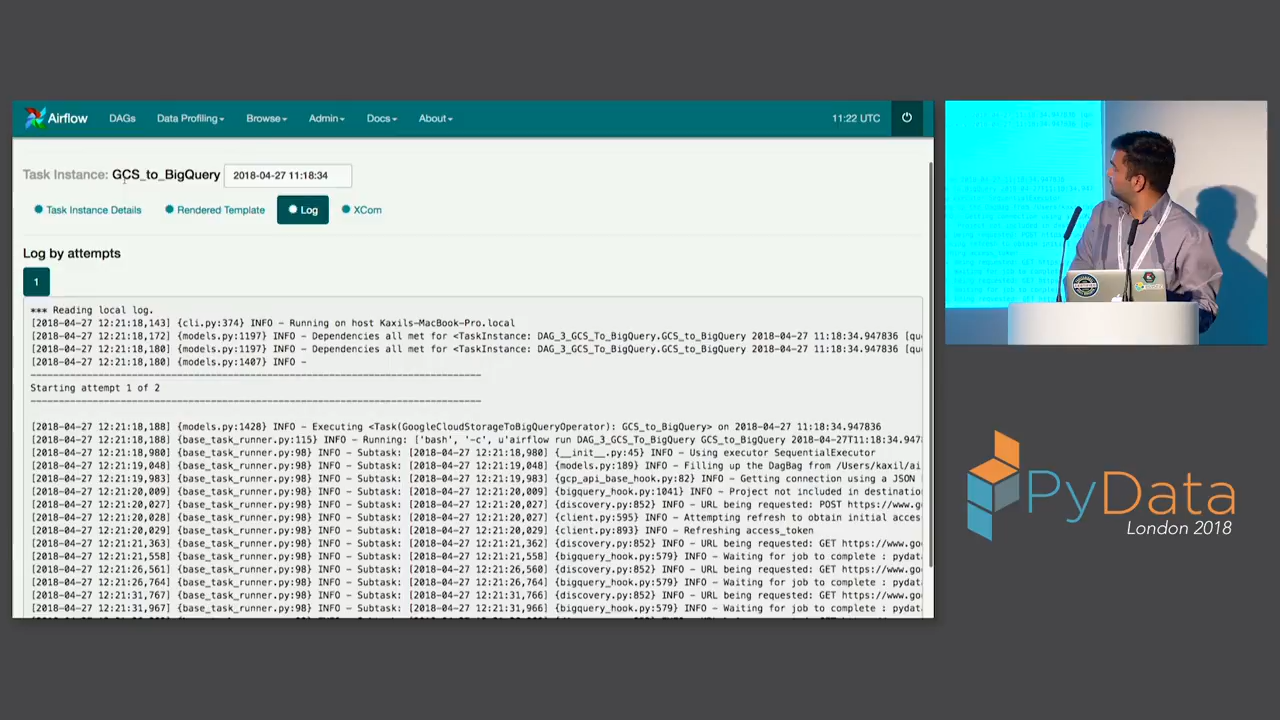 Airflow DAGs Data Profiling Browse Admin Docs About 11:22 UTC
Task Instance: GCS_to_BigQuery 2018-04-27 11:18:34
Task Instance Details Rendered Template Log XCom
Log by attempts
1
*** Reading local log.
[2018-04-27 12:21:18,143] {cli.py:374} INFO - Running on host Kaxils-MacBook-Pro.local
[2018-04-27 12:21:18,172] {models.py:1197} INFO - Dependencies all met for <TaskInstance: DAG_3_GCS_To_BigQuery.GCS_to_BigQuery 2018-04-27 11:18:34.947836 [que
[2018-04-27 12:21:18,180] {models.py:1197} INFO - Dependencies all met for <TaskInstance: DAG_3_GCS_To_BigQuery.GCS_to_BigQuery 2018-04-27 11:18:34.947836 [que
[2018-04-27 12:21:18,180] {models.py:1407} INFO -
--------------------------------------------------------------------------------
Starting attempt 1 of 2
--------------------------------------------------------------------------------
[2018-04-27 12:21:18,188] {models.py:1428} INFO - Executing <Task(GoogleCloudStorageToBigQueryOperator): GCS_to_BigQuery> on 2018-04-27 11:18:34.947836
[2018-04-27 12:21:18,188] {base_task_runner.py:115} INFO - Running: ['bash', '-c', u'airflow run DAG_3_GCS_To_BigQuery GCS_to_BigQuery 2018-04-27T11:18:34.9478
[2018-04-27 12:21:18,980] {base_task_runner.py:98} INFO - Subtask: [2018-04-27 12:21:18,980] {__init__.py:45} INFO - Using executor SequentialExecutor
[2018-04-27 12:21:19,048] {base_task_runner.py:98} INFO - Subtask: [2018-04-27 12:21:19,048] {models.py:189} INFO - Filling up the DagBag from /Users/kaxil/ai
[2018-04-27 12:21:19,983] {base_task_runner.py:98} INFO - Subtask: [2018-04-27 12:21:19,983] {gcp_api_base_hook.py:82} INFO - Getting connection using a JSON
[2018-04-27 12:21:20,009] {base_task_runner.py:98} INFO - Subtask: [2018-04-27 12:21:20,009] {bigquery_hook.py:1041} INFO - Project not included in destination
[2018-04-27 12:21:20,027] {base_task_runner.py:98} INFO - Subtask: [2018-04-27 12:21:20,027] {discovery.py:852} INFO - URL being requested: POST https://www.go
[2018-04-27 12:21:20,028] {base_task_runner.py:98} INFO - Subtask: [2018-04-27 12:21:20,028] {client.py:595} INFO - Attempting refresh to obtain initial acces
[2018-04-27 12:21:20,029] {base_task_runner.py:98} INFO - Subtask: [2018-04-27 12:21:20,029] {client.py:893} INFO - Refreshing access_token
[2018-04-27 12:21:21,363] {base_task_runner.py:98} INFO - Subtask: [2018-04-27 12:21:21,362] {discovery.py:852} INFO - URL being requested: GET https://www.goo
[2018-04-27 12:21:21,558] {base_task_runner.py:98} INFO - Subtask: [2018-04-27 12:21:21,558] {bigquery_hook.py:579} INFO - Waiting for job to complete : pydata
[2018-04-27 12:21:26,561] {base_task_runner.py:98} INFO - Subtask: [2018-04-27 12:21:26,560] {discovery.py:852} INFO - URL being requested: GET https://www.goo
[2018-04-27 12:21:26,764] {base_task_runner.py:98} INFO - Subtask: [2018-04-27 12:21:26,764] {bigquery_hook.py:579} INFO - Waiting for job to complete : pydata
[2018-04-27 12:21:31,767] {base_task_runner.py:98} INFO - Subtask: [2018-04-27 12:21:31,766] {discovery.py:852} INFO - URL being requested: GET https://www.goo
[2018-04-27 12:21:31,967] {base_task_runner.py:98} INFO - Subtask: [2018-04-27 12:21:31,966] {bigquery_hook.py:579} INFO - Waiting for job to complete : pydata
PyData
London 2018